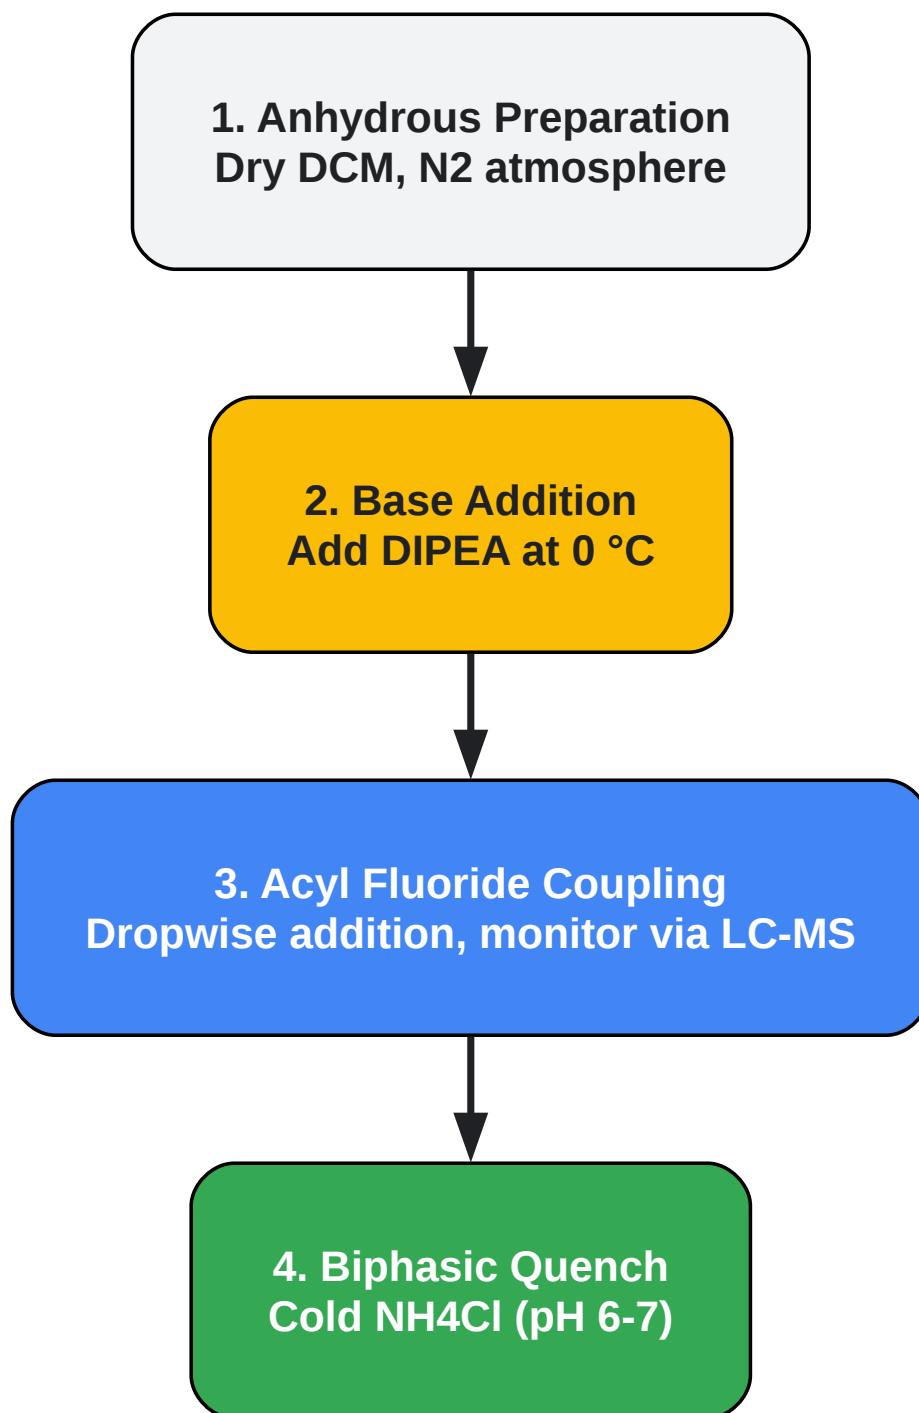 1. Anhydrous Preparation
Dry DCM, N2 atmosphere
2. Base Addition
Add DIPEA at 0 °C
3. Acyl Fluoride Coupling
Dropwise addition, monitor via LC-MS
4. Biphasic Quench
Cold NH4Cl (pH 6-7)